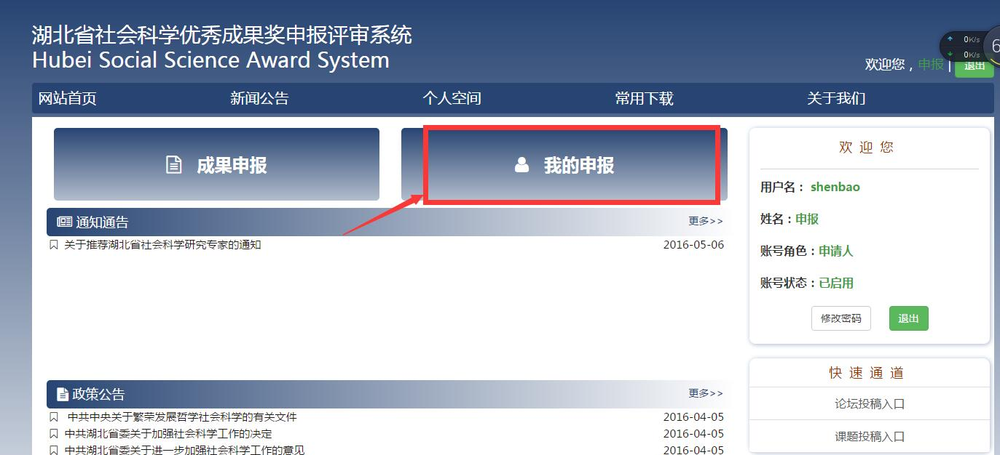 湖北省社会科学优秀成果奖申报评审系统
Hubei Social Science Award System
0K/s
0K/s
6
欢迎您，申报 | 退出
网站首页 新闻公告 个人空间 常用下载 关于我们
成果申报 我的申报
通知通告 更多>>
关于推荐湖北省社会科学研究专家的通知 2016-05-06
政策公告 更多>>
中共中央关于繁荣发展哲学社会科学的有关文件 2016-04-05
中共湖北省委关于加强社会科学工作的决定 2016-04-05
中共湖北省委关于进一步加强社会科学工作的意见 2016-04-05
欢 迎 您
用户名： shenbao
姓名：申报
账号角色：申请人
账号状态：已启用
修改密码 退出
快 速 通 道
论坛投稿入口
课题投稿入口